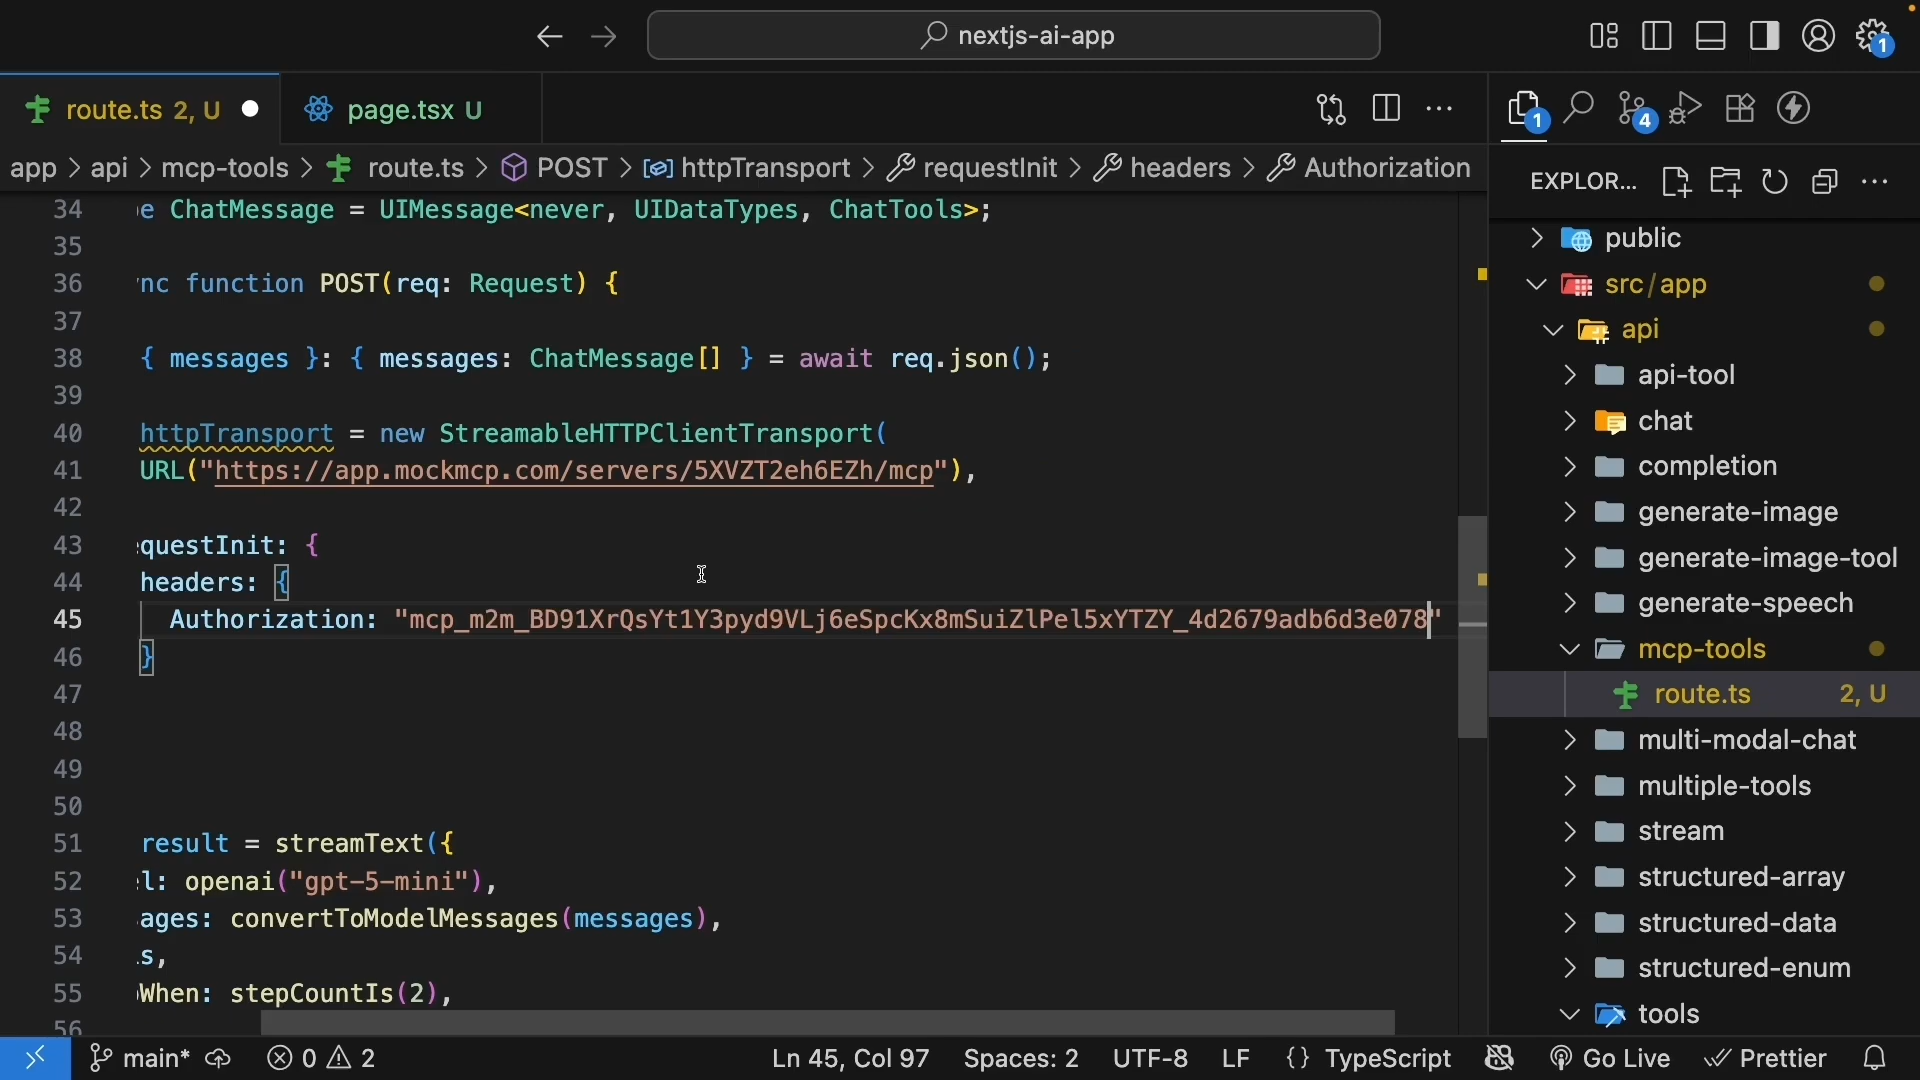 nextjs-ai-app
1
route.ts 2, U
page.tsx U
1
4
app > api > mcp-tools > route.ts > POST > httpTransport > requestInit > headers > Authorization
EXPLOR...
34 e ChatMessage = UIMessage<never, UIDataTypes, ChatTools>;
35
36 nc function POST(req: Request) {
37
38 { messages }: { messages: ChatMessage[] } = await req.json();
39
40 httpTransport = new StreamableHTTPClientTransport(
41 URL("https://app.mockmcp.com/servers/5XVZT2eh6EZh/mcp"),
42
43 questInit: {
44 headers: {
45 Authorization: "mcp_m2m_BD91XrQsYt1Y3pyd9VLj6eSpcKx8mSuiZlPel5xYTZY_4d2679adb6d3e078"
46 }
47
48
49
50
51 result = streamText({
52 l: openai("gpt-5-mini"),
53 ages: convertToModelMessages(messages),
54 s,
55 When: stepCountIs(2),
56
public
src/app
api
api-tool
chat
completion
generate-image
generate-image-tool
generate-speech
mcp-tools
route.ts 2, U
multi-modal-chat
multiple-tools
stream
structured-array
structured-data
structured-enum
tools
main* 0 2 Ln 45, Col 97 Spaces: 2 UTF-8 LF {} TypeScript Go Live Prettier